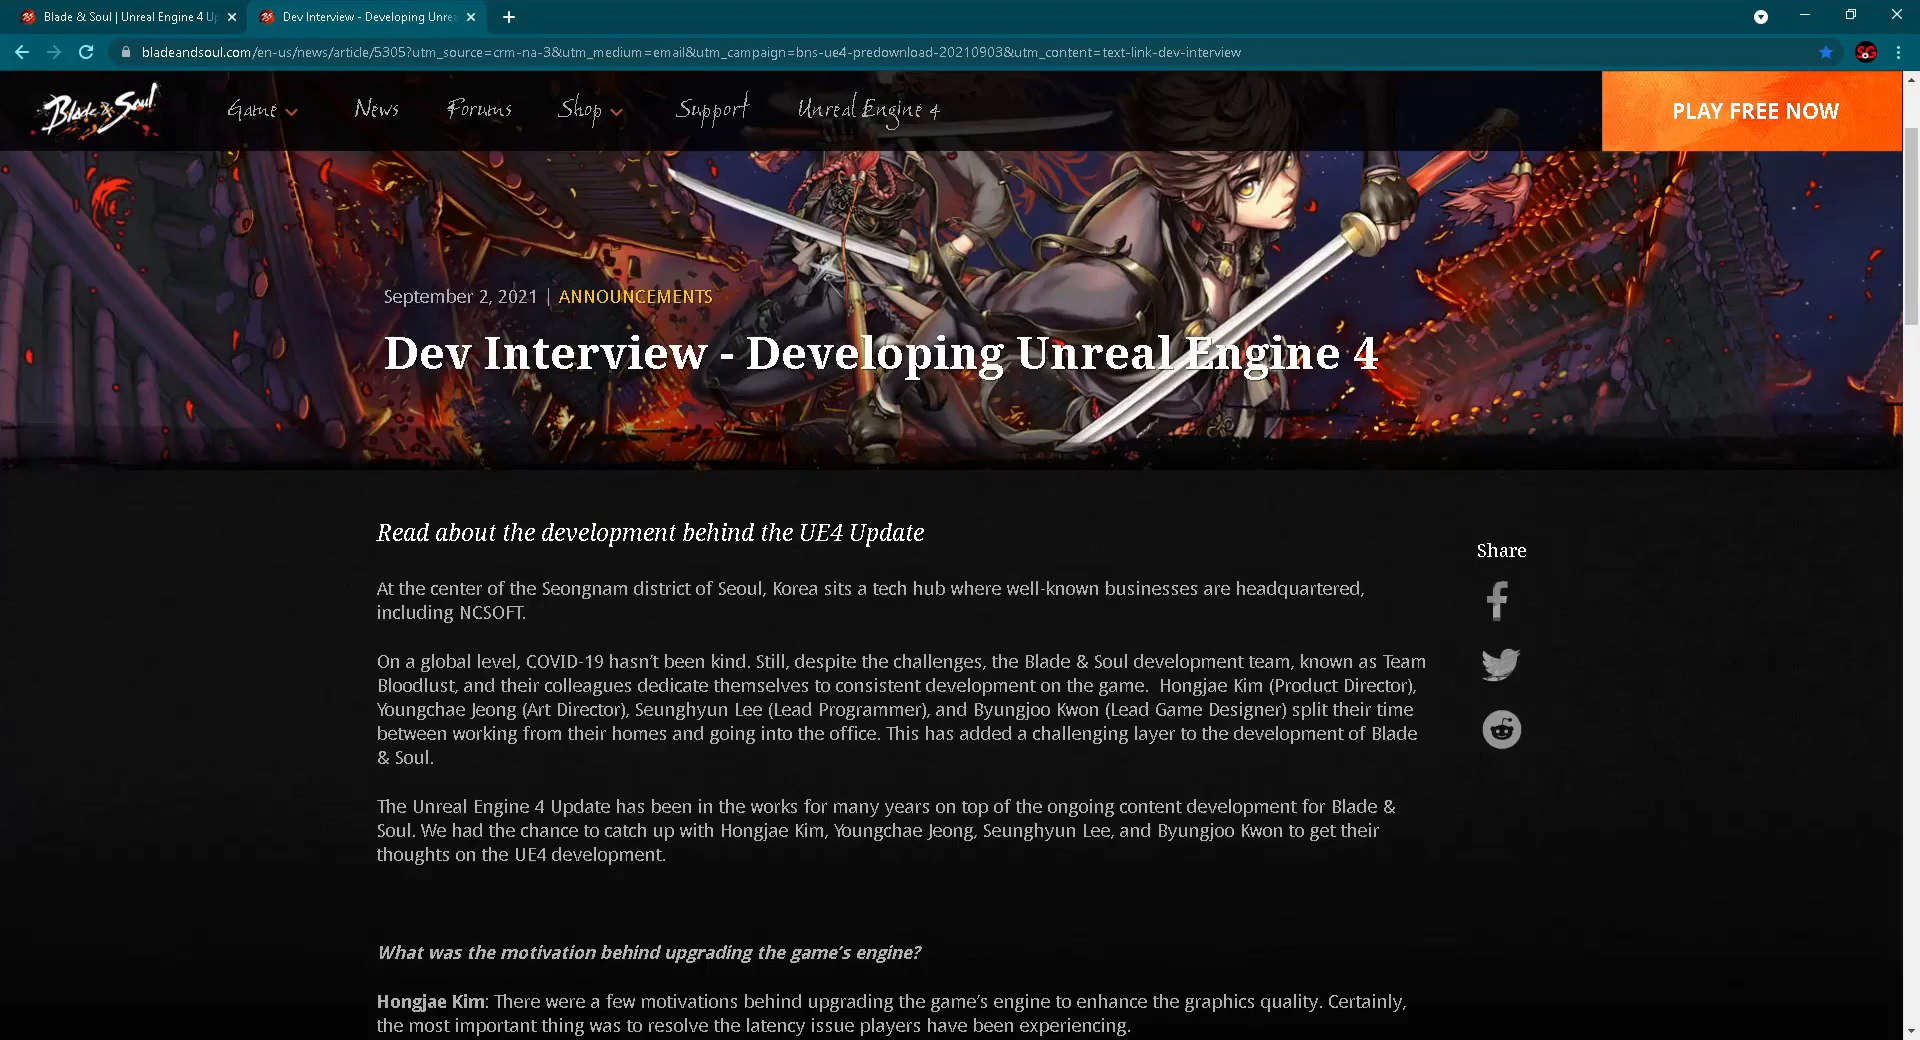 Blade & Soul | Unreal Engine 4 Up
Dev Interview - Developing Unrea
bladeandsoul.com/en-us/news/article/5305?utm_source=crm-na-3&utm_medium=email&utm_campaign=bns-ue4-predownload-20210903&utm_content=text-link-dev-interview
SG
Blade & Soul
Game
News
Forums
Shop
Support
Unreal Engine 4
PLAY FREE NOW
September 2, 2021 | ANNOUNCEMENTS
Dev Interview - Developing Unreal Engine 4
Read about the development behind the UE4 Update
Share
At the center of the Seongnam district of Seoul, Korea sits a tech hub where well-known businesses are headquartered,
including NCSOFT.
On a global level, COVID-19 hasn't been kind. Still, despite the challenges, the Blade & Soul development team, known as Team
Bloodlust, and their colleagues dedicate themselves to consistent development on the game.  Hongjae Kim (Product Director),
Youngchae Jeong (Art Director), Seunghyun Lee (Lead Programmer), and Byungjoo Kwon (Lead Game Designer) split their time
between working from their homes and going into the office. This has added a challenging layer to the development of Blade
& Soul.
The Unreal Engine 4 Update has been in the works for many years on top of the ongoing content development for Blade &
Soul. We had the chance to catch up with Hongjae Kim, Youngchae Jeong, Seunghyun Lee, and Byungjoo Kwon to get their
thoughts on the UE4 development.
What was the motivation behind upgrading the game's engine?
Hongjae Kim: There were a few motivations behind upgrading the game's engine to enhance the graphics quality. Certainly,
the most important thing was to resolve the latency issue players have been experiencing.